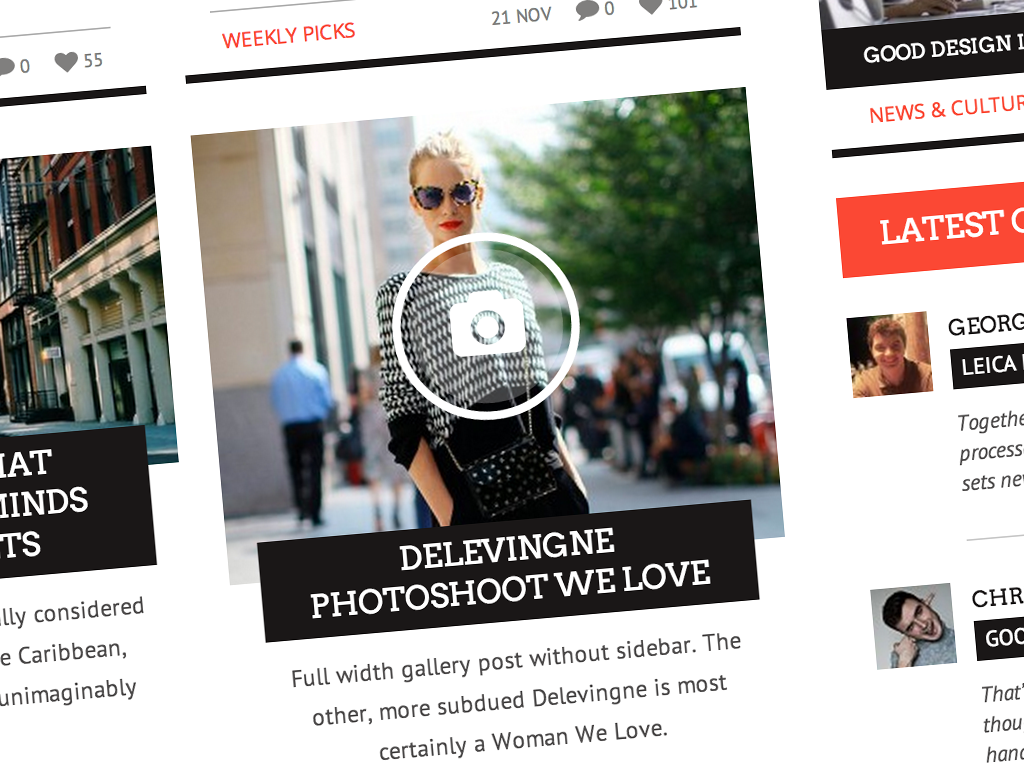 0 55
HAT
MINDS
TS
lly considered
e Caribbean,
unimaginably
WEEKLY PICKS 21 NOV 0 101
DELEVINGNE
PHOTOSHOOT WE LOVE
Full width gallery post without sidebar. The
other, more subdued Delevingne is most
certainly a Woman We Love.
GOOD DESIGN
NEWS & CULTUR
LATEST
GEORG
LEICA
Togethe
process
sets nev
CHR
GOO
That'
thou
hand